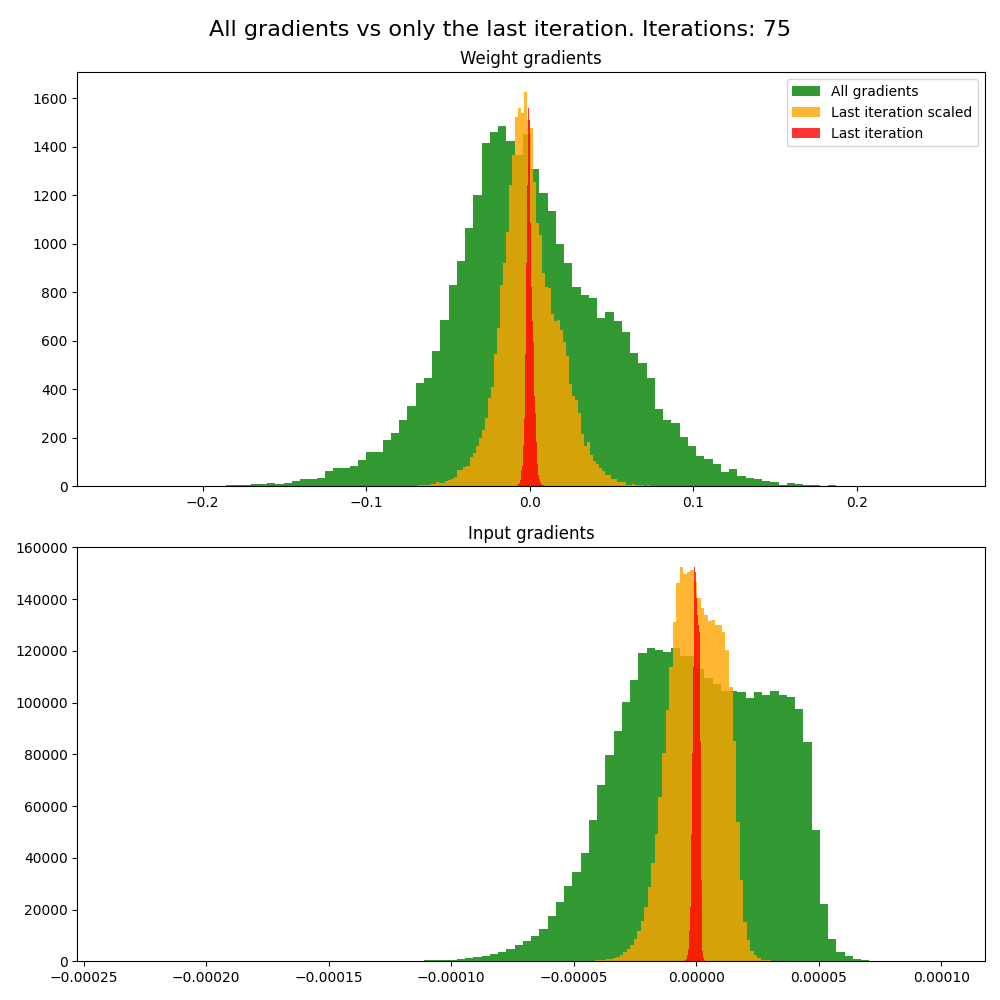 All gradients vs only the last iteration. Iterations: 75
Weight gradients
All gradients
Last iteration scaled
Last iteration
1600
1400
1200
1000
800
600
400
200
0
−0.2 −0.1 0.0 0.1 0.2
Input gradients
160000
140000
120000
100000
80000
60000
40000
20000
0
−0.00025 −0.00020 −0.00015 −0.00010 −0.00005 0.00000 0.00005 0.00010